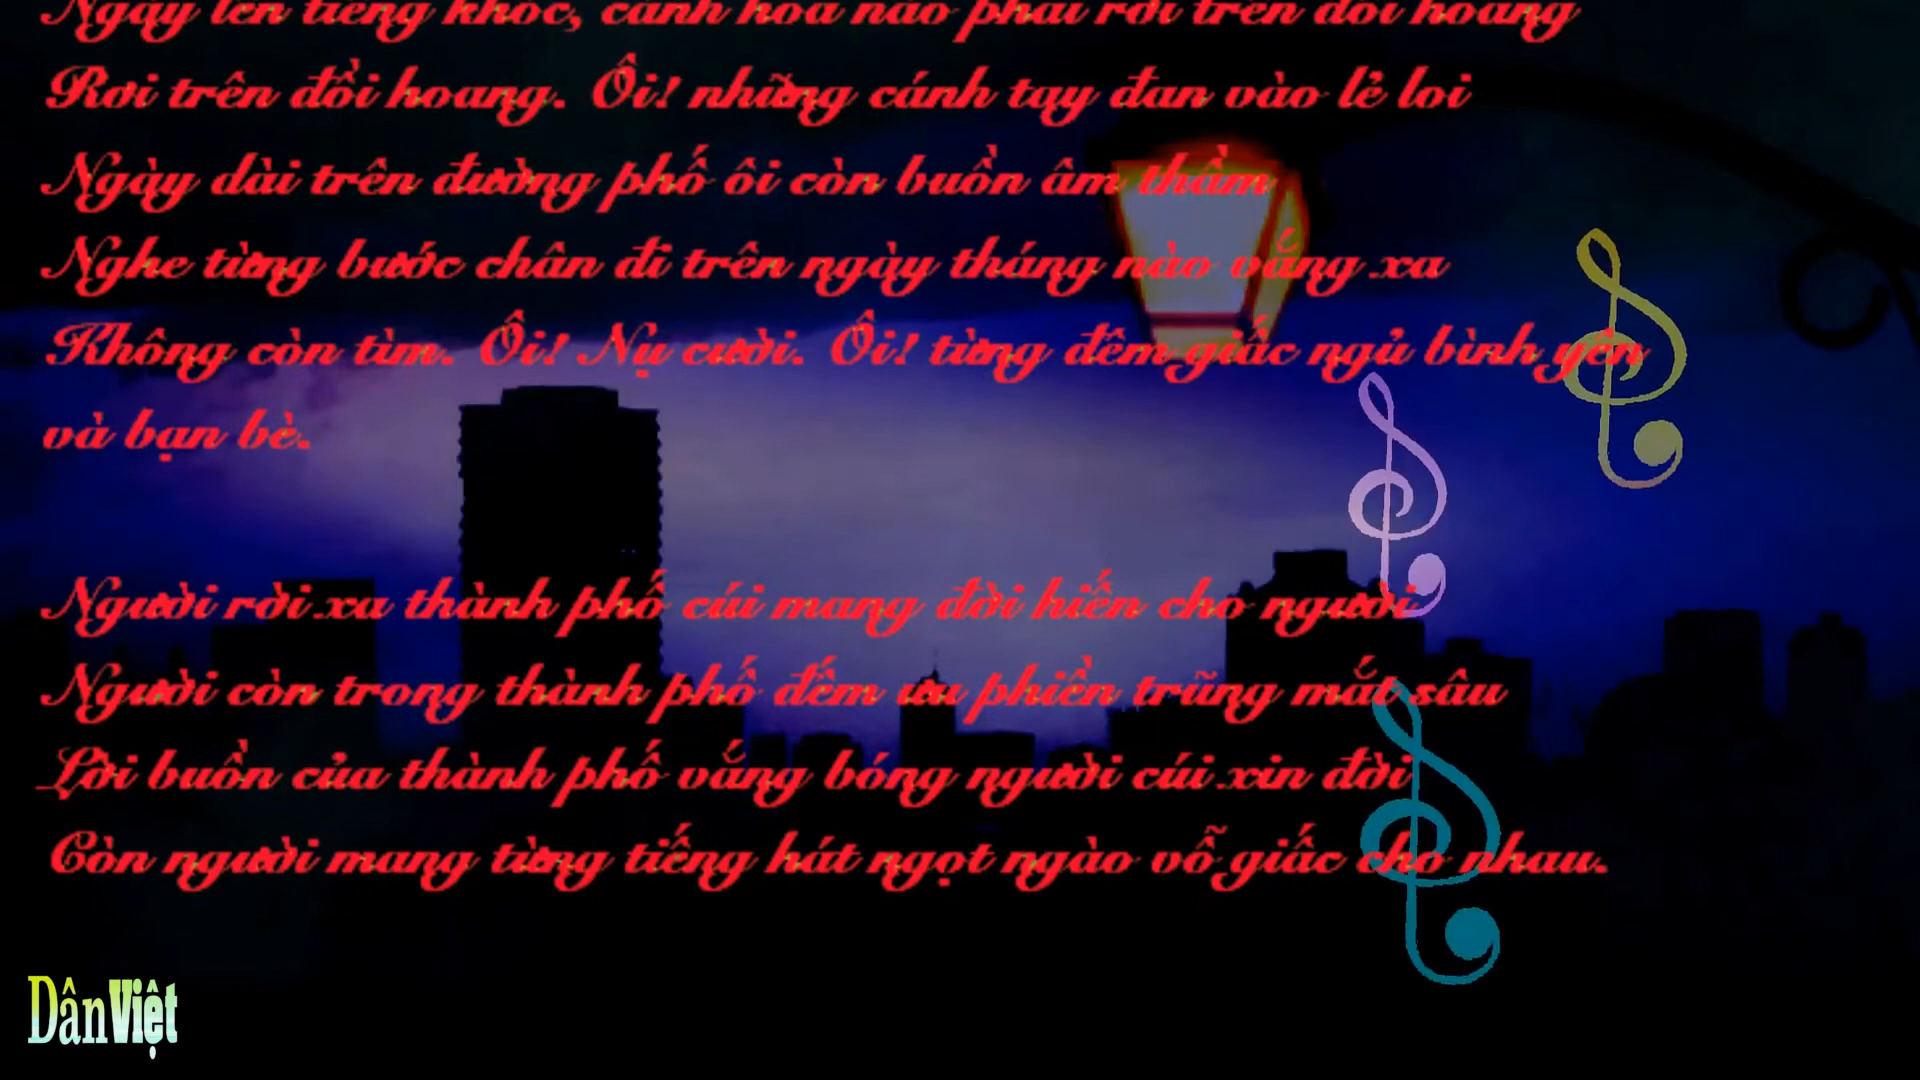 Ngày lên tiếng khóc, cánh hoa nào phai rơi trên đồi hoang
Rơi trên đồi hoang. Ôi! những cánh tay đan vào lẻ loi
Ngày dài trên đường phố ôi còn buồn âm thầm
Nghe từng bước chân đi trên ngày tháng nào vắng xa
Không còn tìm. Ôi! Nụ cười. Ôi! từng đêm giấc ngủ bình yên
và bạn bè.
Người rời xa thành phố cúi mang đời hiến cho người
Người còn trong thành phố đếm ưu phiền trũng mắt sâu
Lời buồn của thành phố vắng bóng người cúi xin đời
Còn người mang từng tiếng hát ngọt ngào vỗ giấc cho nhau.
DânViệt